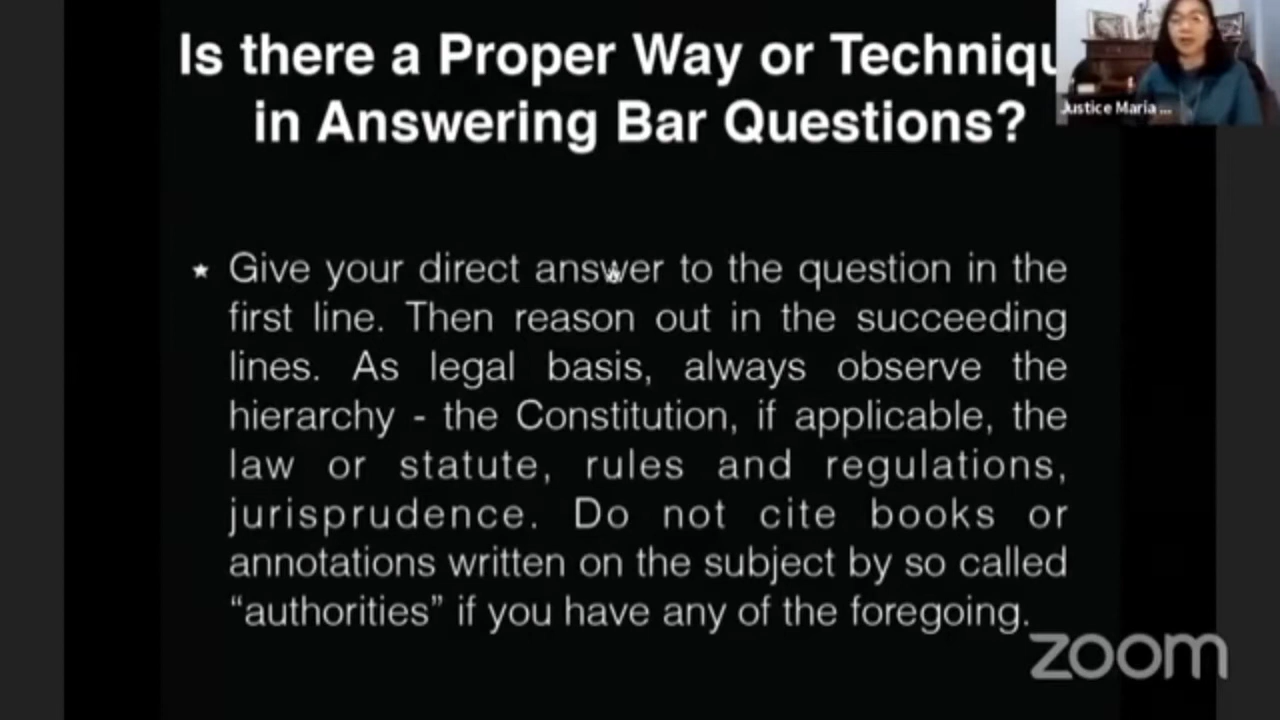 Is there a Proper Way or Techniqu
in Answering Bar Questions?
Justice Maria ...
★ Give your direct answer to the question in the
first line. Then reason out in the succeeding
lines. As legal basis, always observe the
hierarchy - the Constitution, if applicable, the
law or statute, rules and regulations,
jurisprudence. Do not cite books or
annotations written on the subject by so called
“authorities” if you have any of the foregoing.
zoom